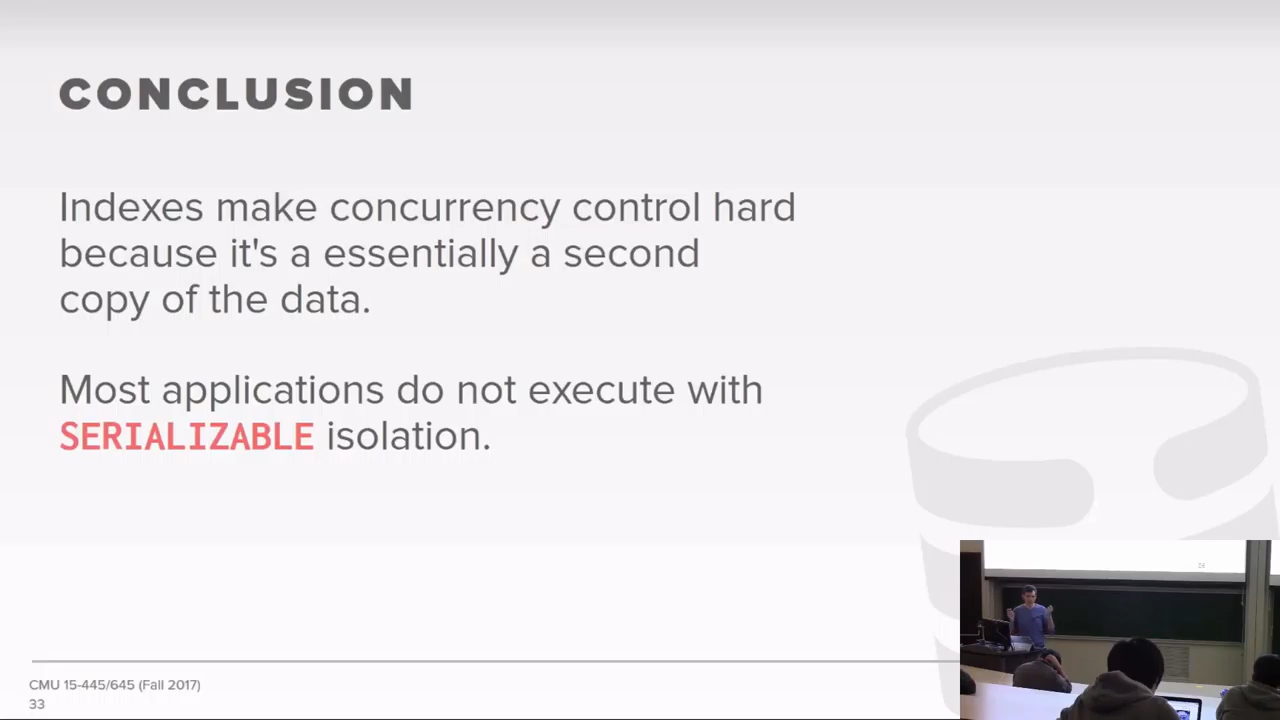 CONCLUSION
Indexes make concurrency control hard
because it's a essentially a second
copy of the data.
Most applications do not execute with
SERIALIZABLE isolation.
CMU 15-445/645 (Fall 2017)
33